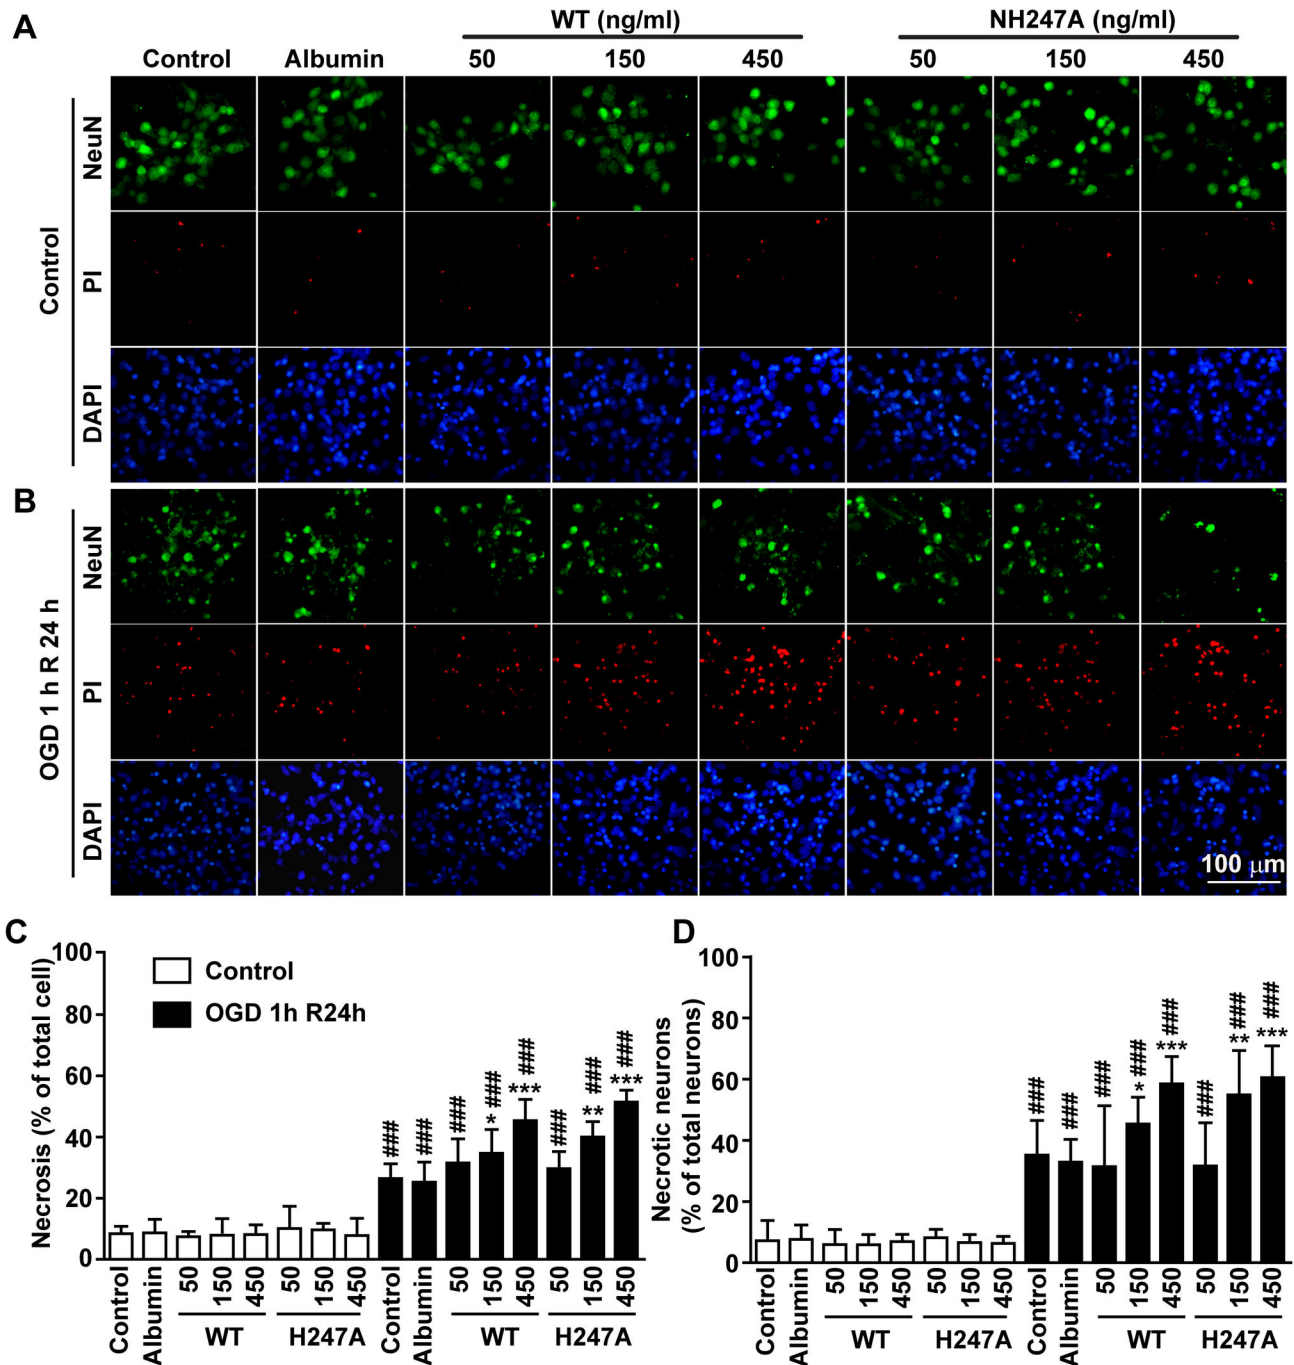 A
WT (ng/ml)
NH247A (ng/ml)
Control
Albumin
50
150
450
50
150
450
Control
NeuN
PI
DAPI
B
OGD 1 h R 24 h
NeuN
PI
DAPI
100 μm
C
Necrosis (% of total cell)
100
80
60
40
20
0
Control
OGD 1h R24h
### ### ### * ### *** ### ### ** ### *** ###
Control Albumin 50 150 450 50 150 450 Control Albumin 50 150 450 50 150 450
WT H247A WT H247A
D
Necrotic neurons
(% of total neurons)
100
80
60
40
20
0
### ### ### * ### *** ### ### ** ### *** ###
Control Albumin 50 150 450 50 150 450 Control Albumin 50 150 450 50 150 450
WT H247A WT H247A